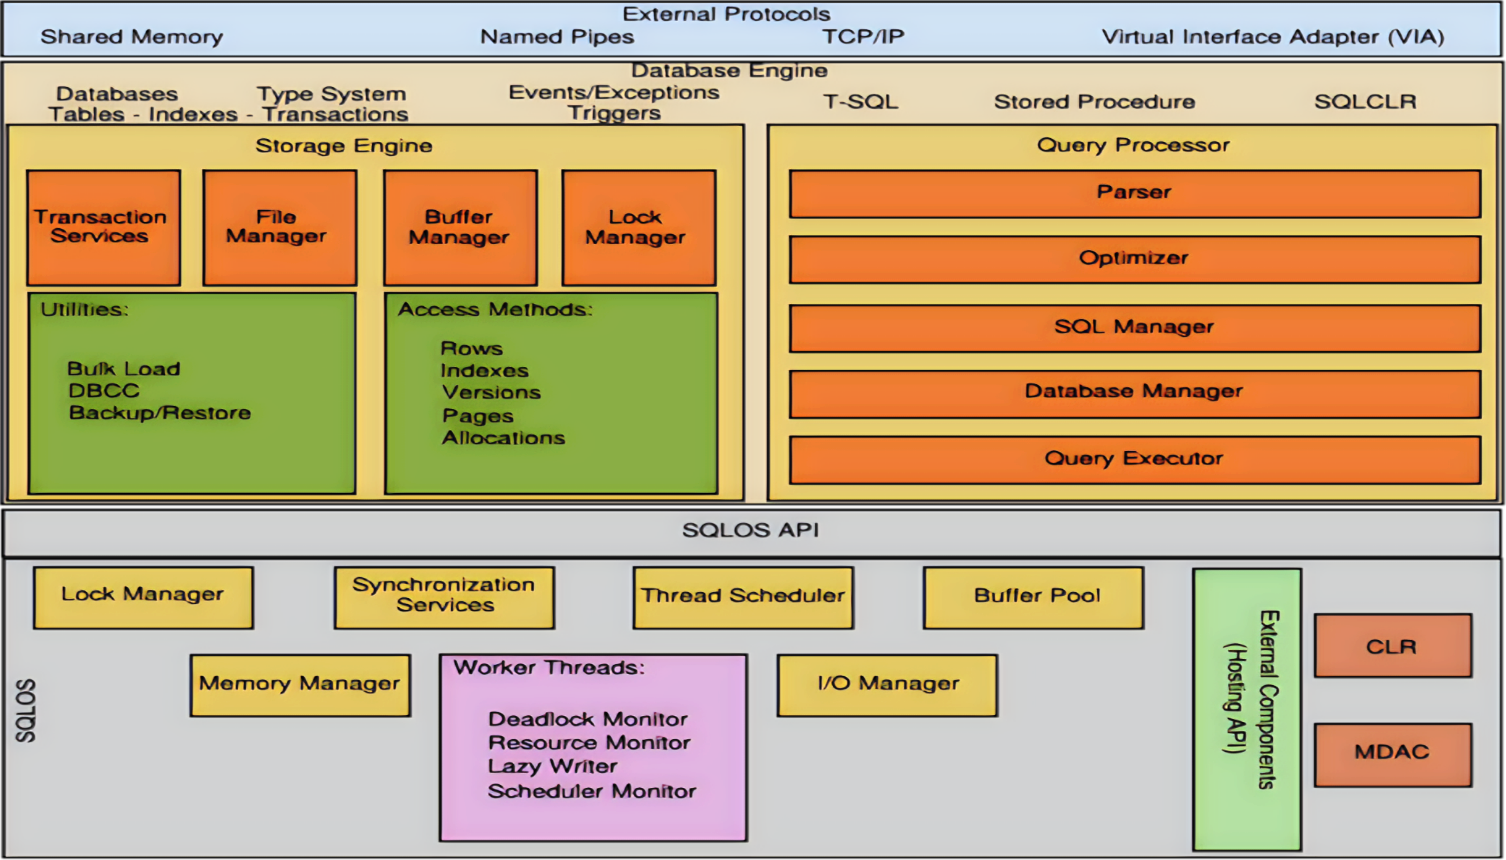 External Protocols
Shared Memory
Named Pipes
TCP/IP
Virtual Interface Adapter (VIA)
Database Engine
Databases
Type System
Tables - Indexes - Transactions
Events/Exceptions
Triggers
T-SQL
Stored Procedure
SQLCLR
Storage Engine
Transaction
Services
File
Manager
Buffer
Manager
Lock
Manager
Utilities:
Bulk Load
DBCC
Backup/Restore
Access Methods:
Rows
Indexes
Versions
Pages
Allocations
Query Processor
Parser
Optimizer
SQL Manager
Database Manager
Query Executor
SQLOS API
SQLOS
Lock Manager
Synchronization
Services
Thread Scheduler
Buffer Pool
Memory Manager
Worker Threads:
Deadlock Monitor
Resource Monitor
Lazy Writer
Scheduler Monitor
I/O Manager
External Components
(Hosting API)
CLR
MDAC